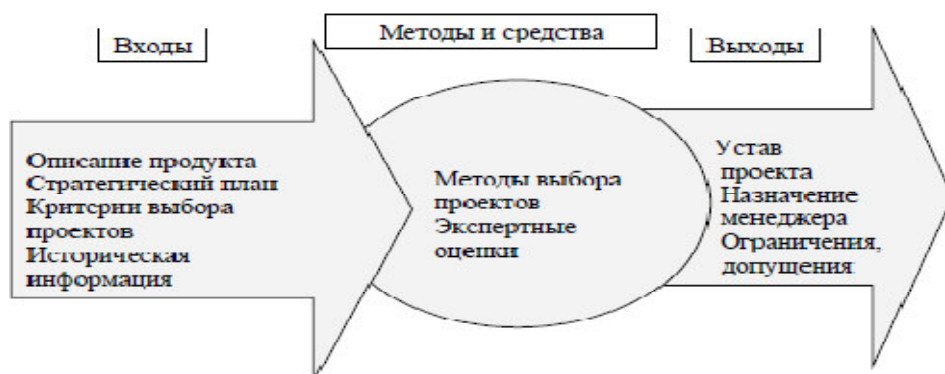 Входы
Методы и средства
Выходы
Описание продукта
Стратегический план
Критерии выбора
проектов
Историческая
информация
Методы выбора
проектов
Экспертные
оценки
Устав
проекта
Назначение
менеджера
Ограничения,
допущения